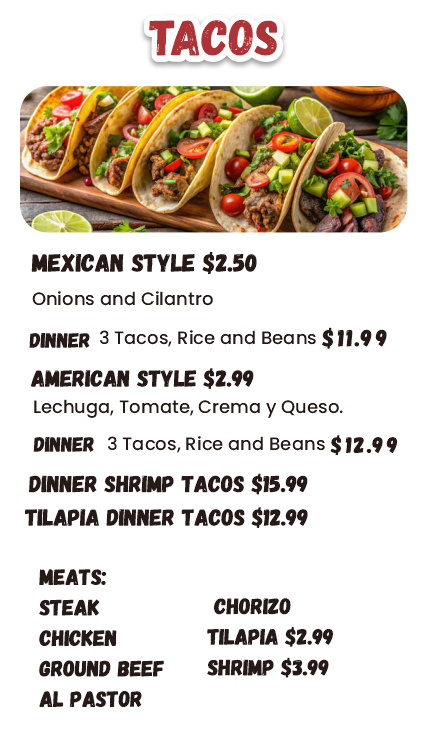 TACOS
MEXICAN STYLE $2.50
Onions and Cilantro
DINNER 3 Tacos, Rice and Beans $11.99
AMERICAN STYLE $2.99
Lechuga, Tomate, Crema y Queso.
DINNER 3 Tacos, Rice and Beans $12.99
DINNER SHRIMP TACOS $15.99
TILAPIA DINNER TACOS $12.99
MEATS:
STEAK
CHICKEN
GROUND BEEF
AL PASTOR
CHORIZO
TILAPIA $2.99
SHRIMP $3.99